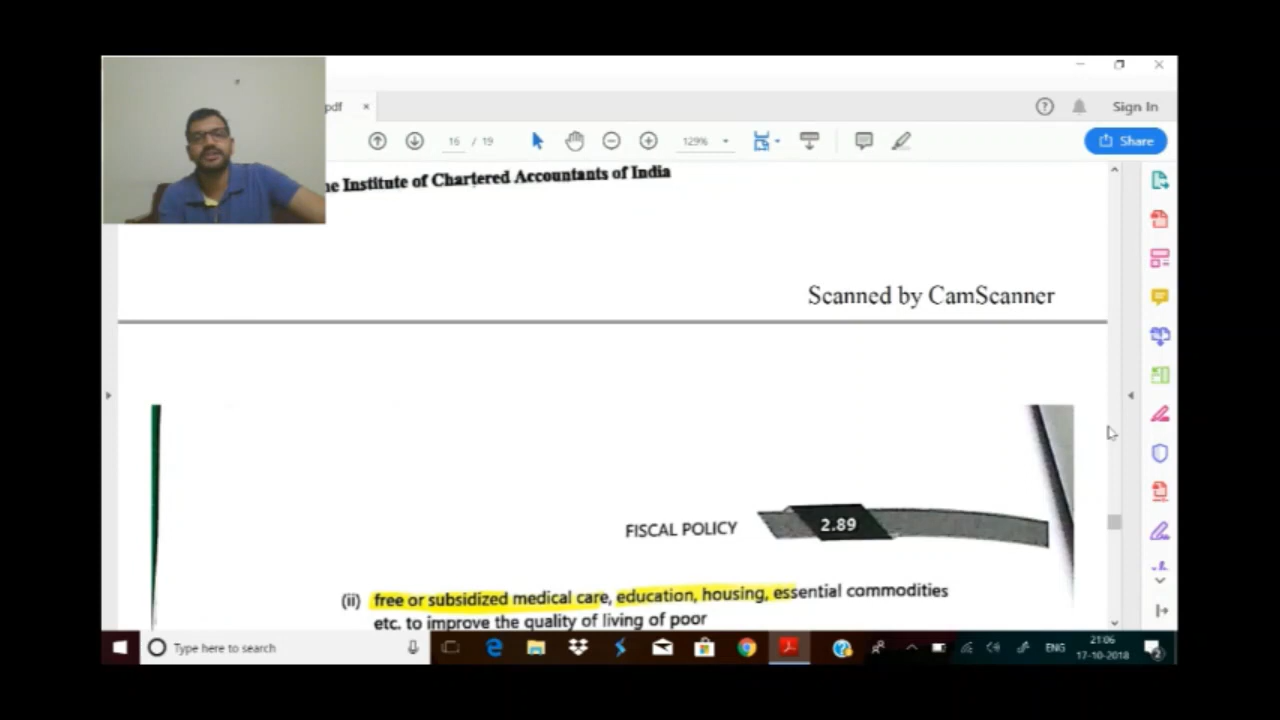 pdf
Sign In
16 / 19
129%
Share
he Institute of Chartered Accountants of India
Scanned by CamScanner
FISCAL POLICY 2.89
(ii) free or subsidized medical care, education, housing, essential commodities
etc. to improve the quality of living of poor
Type here to search
ENG
21:06
17-10-2018
2